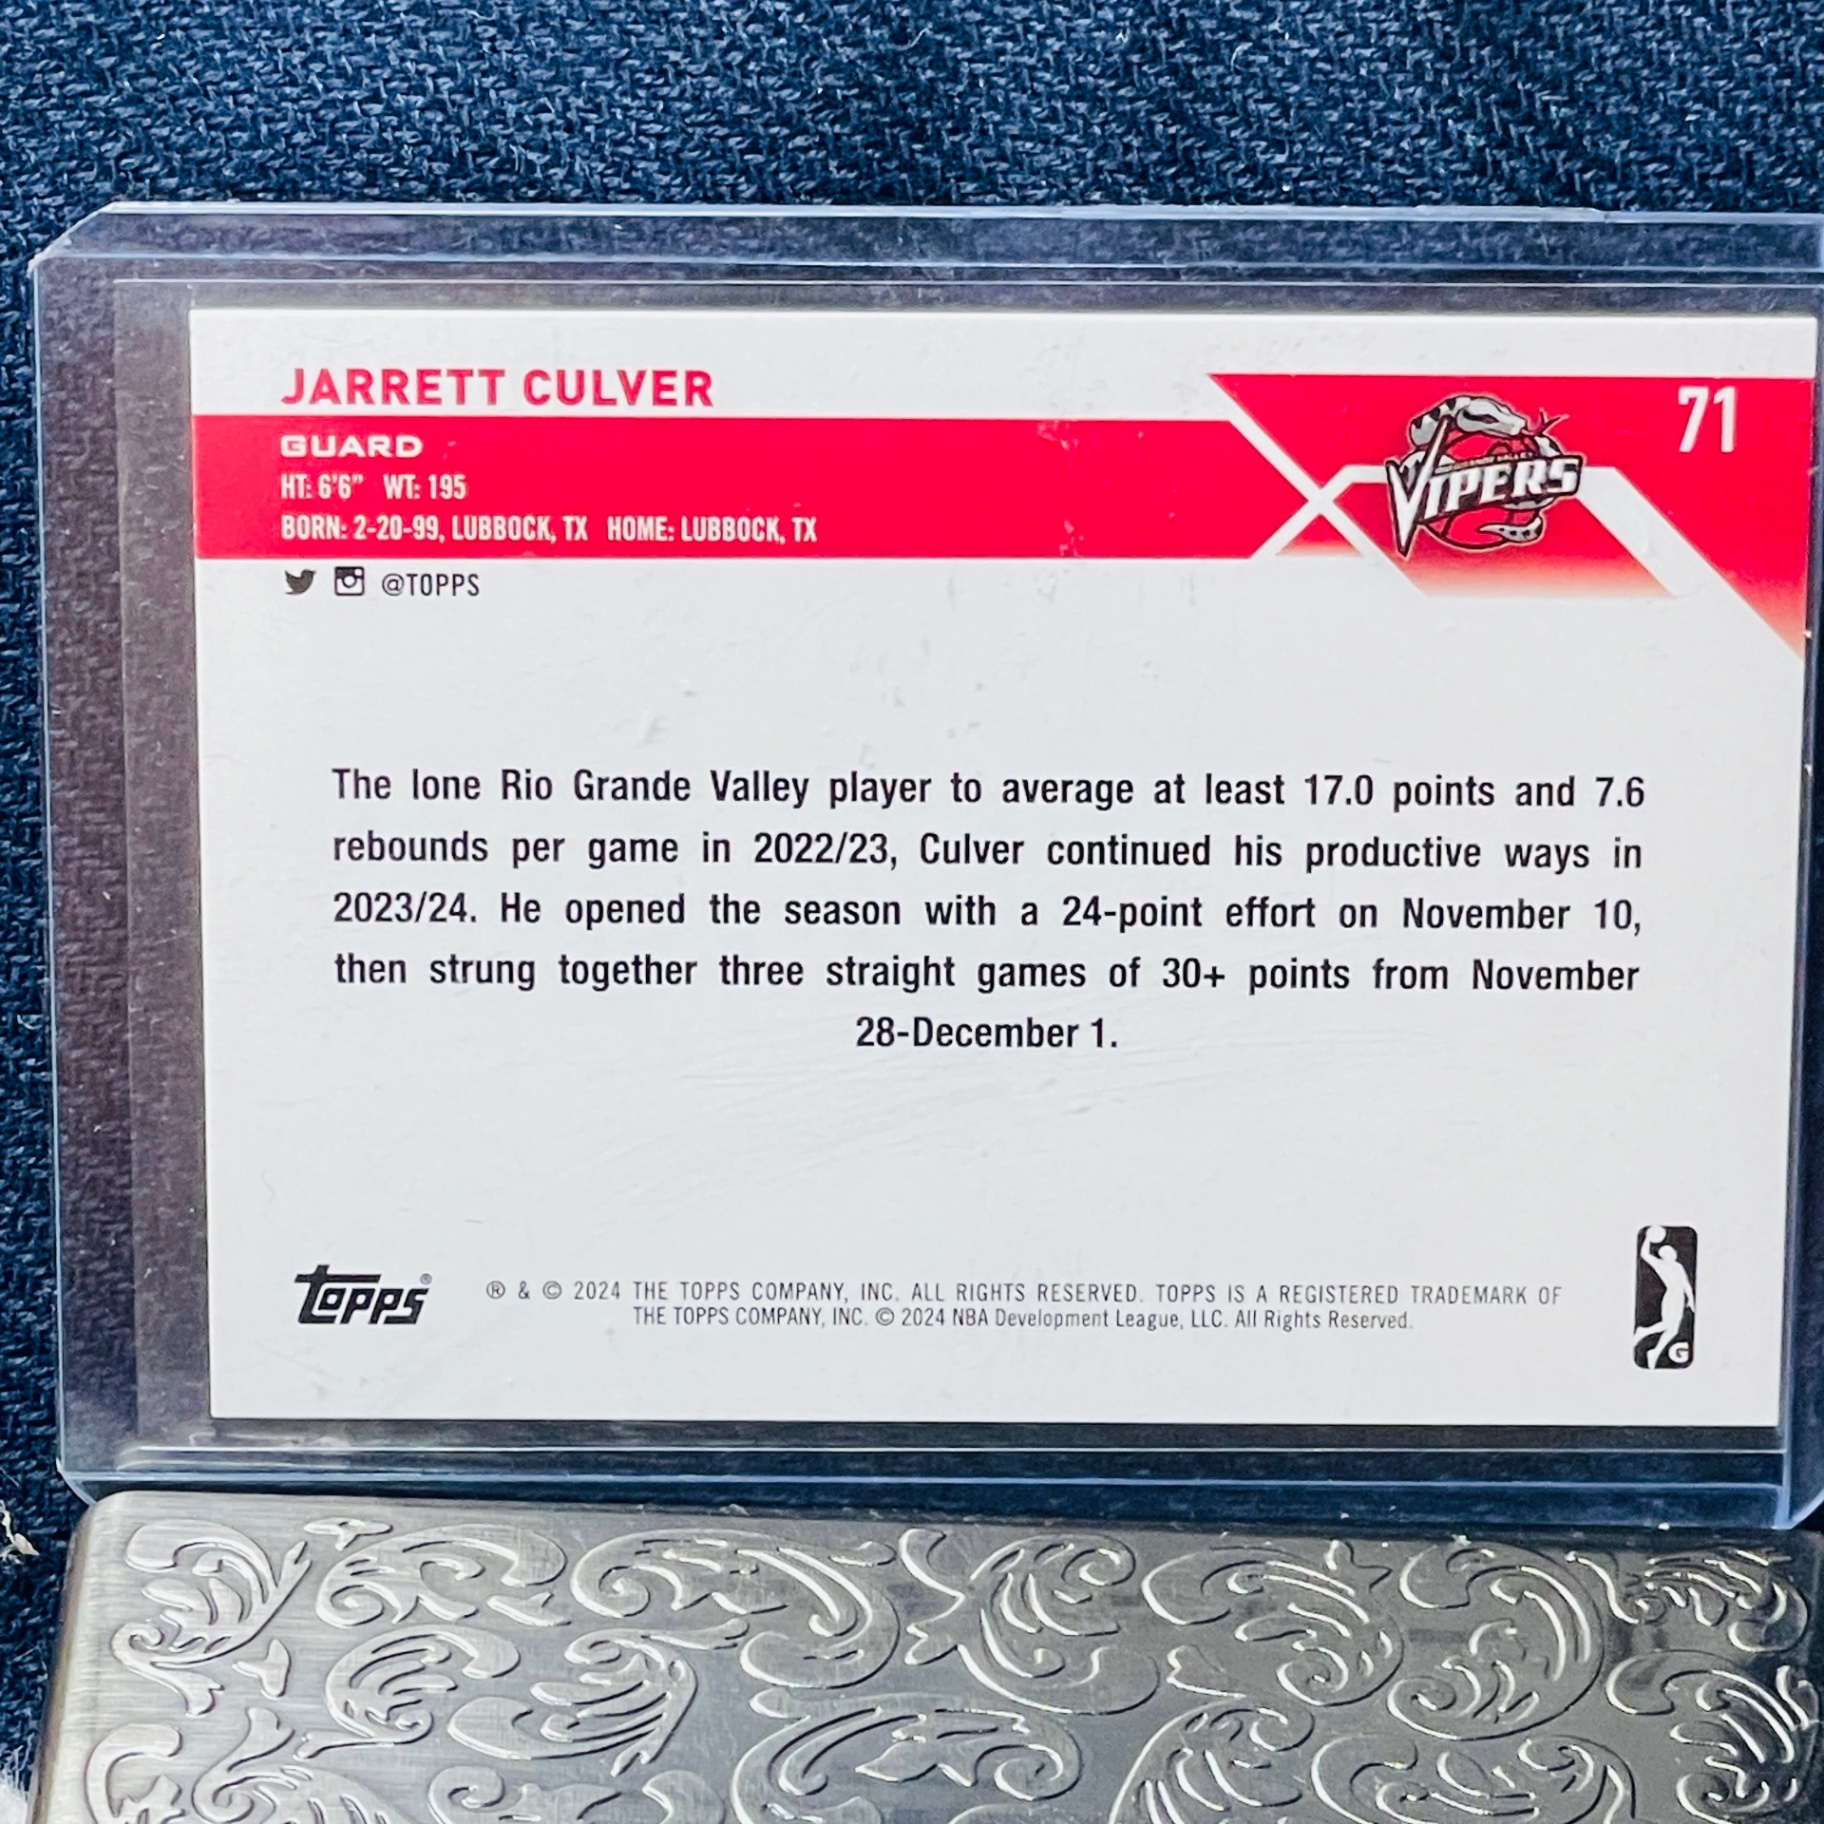 JARRETT CULVER
71
GUARD
HT: 6'6" WT: 195
BORN: 2-20-99, LUBBOCK, TX HOME: LUBBOCK, TX
VIPERS
@TOPPS
The lone Rio Grande Valley player to average at least 17.0 points and 7.6
rebounds per game in 2022/23, Culver continued his productive ways in
2023/24. He opened the season with a 24-point effort on November 10,
then strung together three straight games of 30+ points from November
28-December 1.
Topps®
® & © 2024 THE TOPPS COMPANY, INC. ALL RIGHTS RESERVED. TOPPS IS A REGISTERED TRADEMARK OF
THE TOPPS COMPANY, INC. © 2024 NBA Development League, LLC. All Rights Reserved.
G